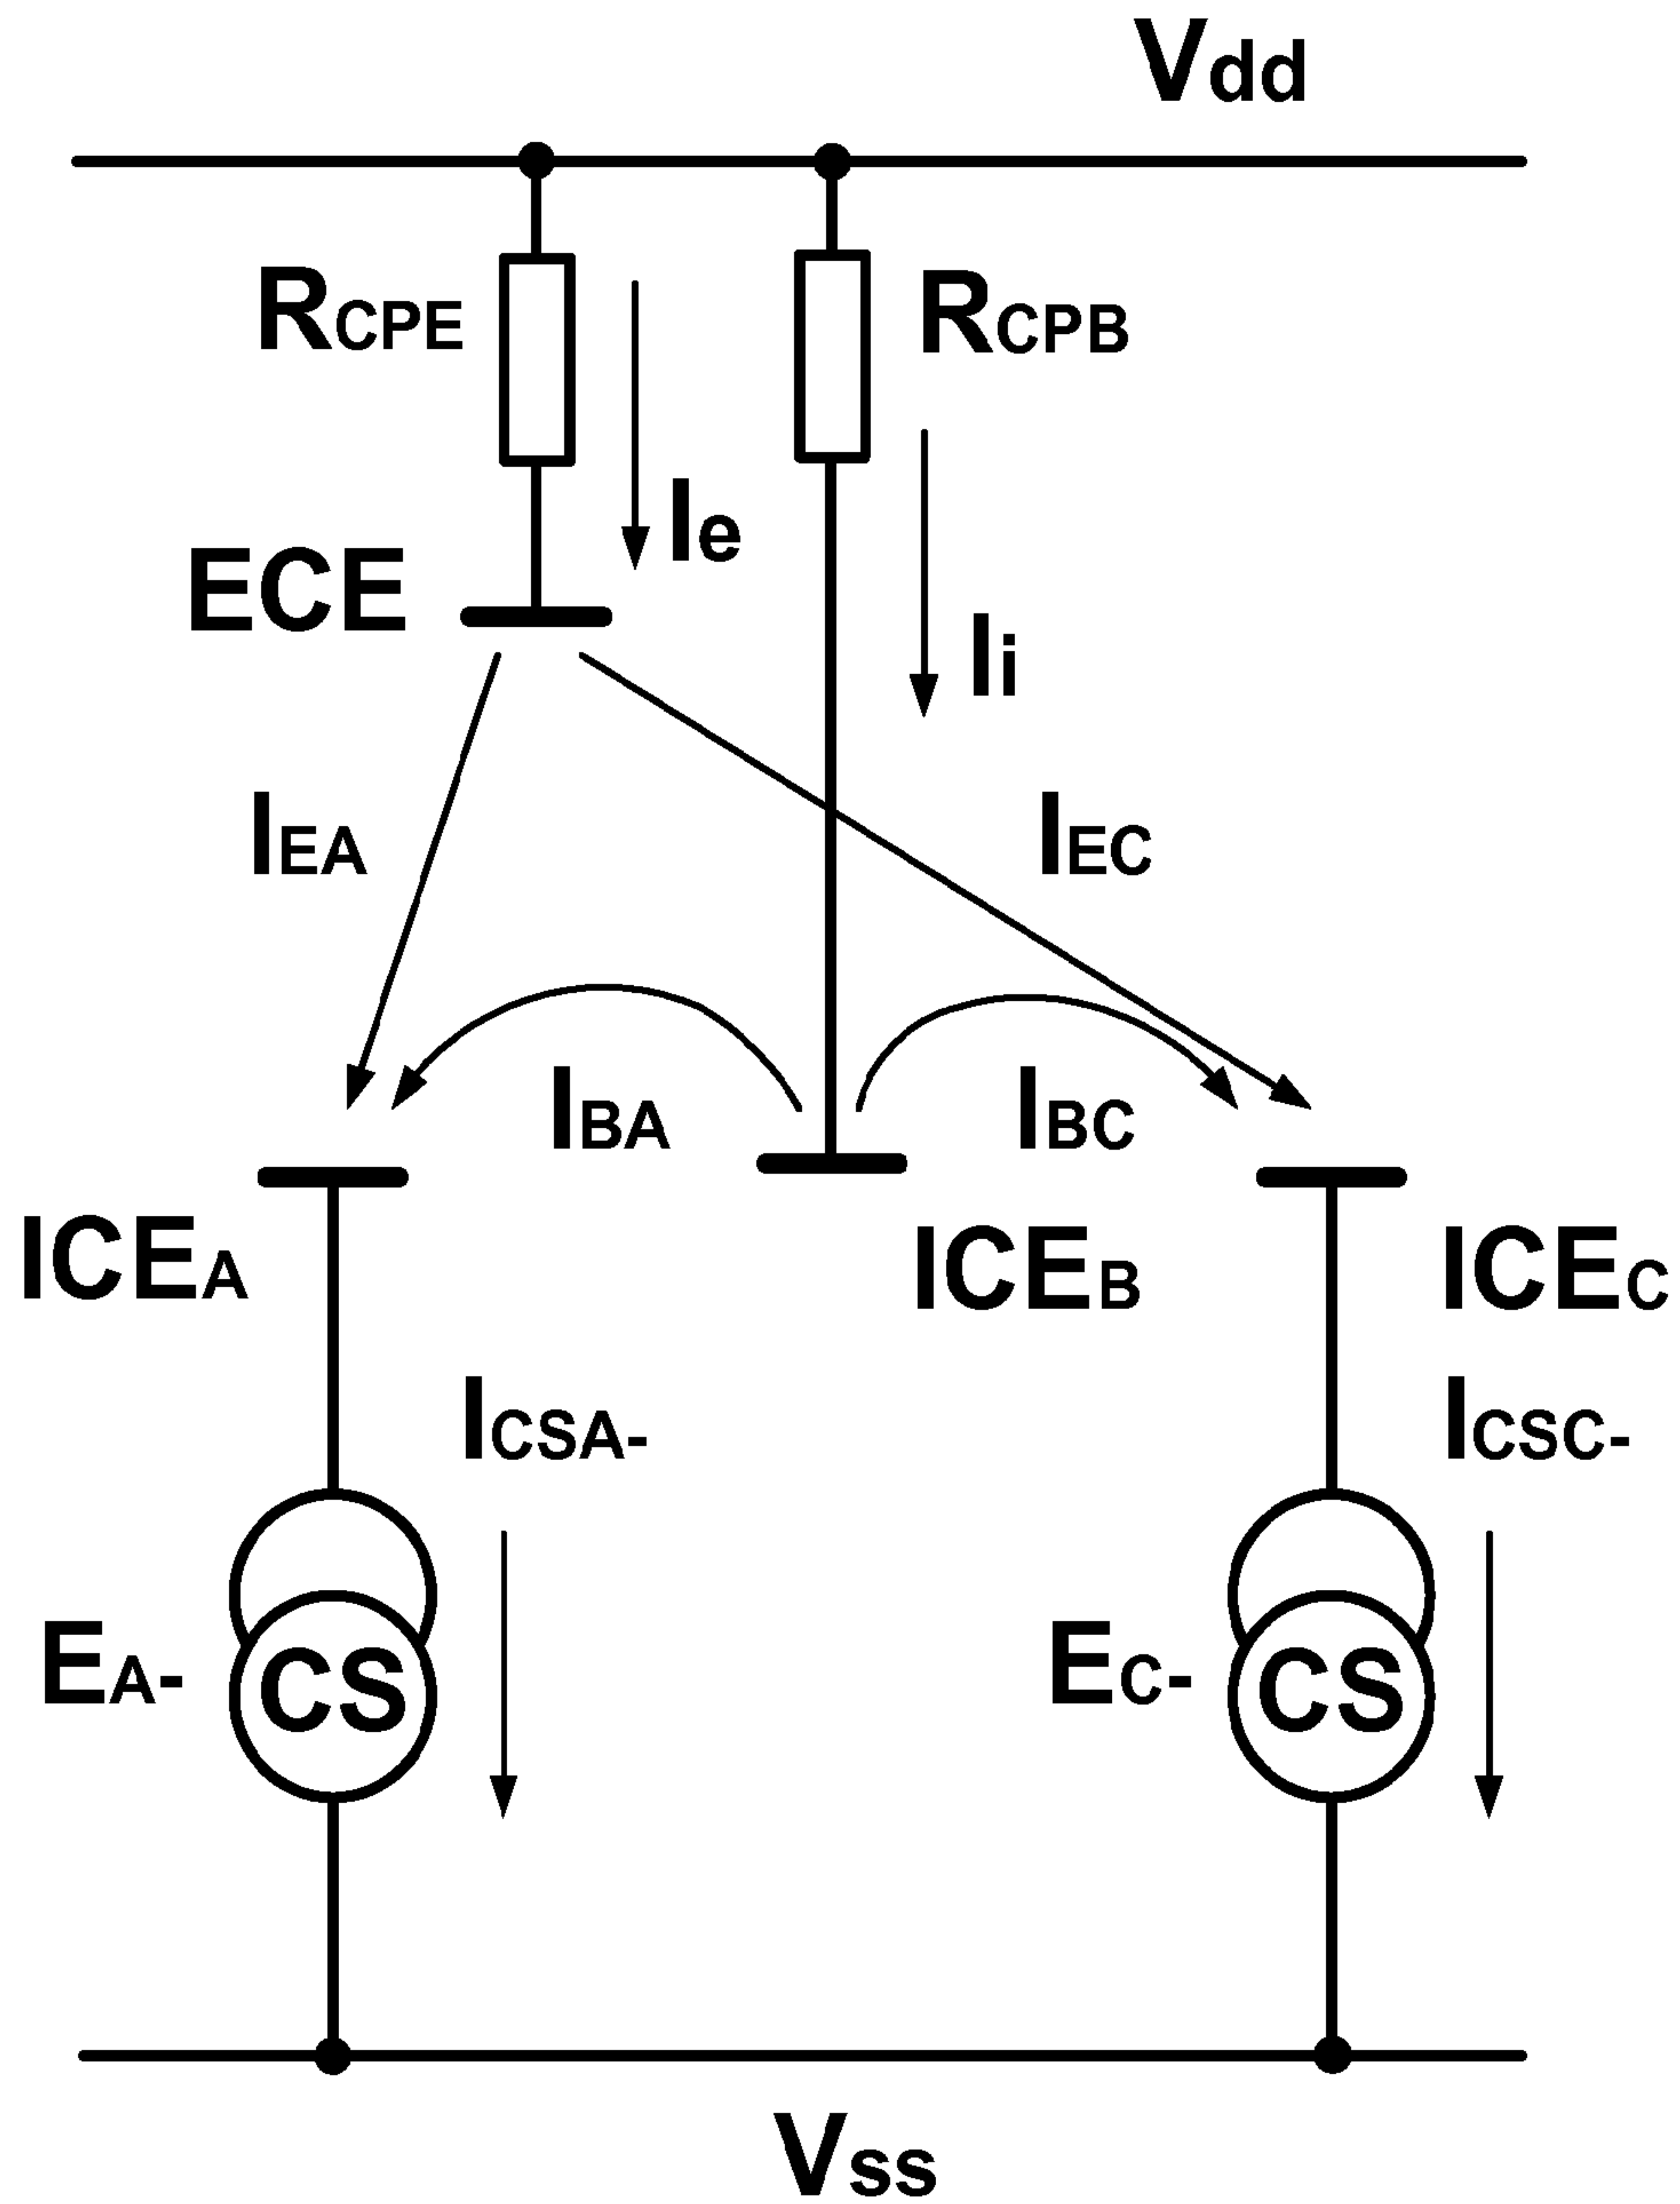 Vdd
RCPE
RCPB
Ie
ECE
Ii
IEA
IEC
IBA
IBC
ICEA
ICEB
ICEC
ICSA-
ICSC-
EA-
CS
EC-
CS
Vss